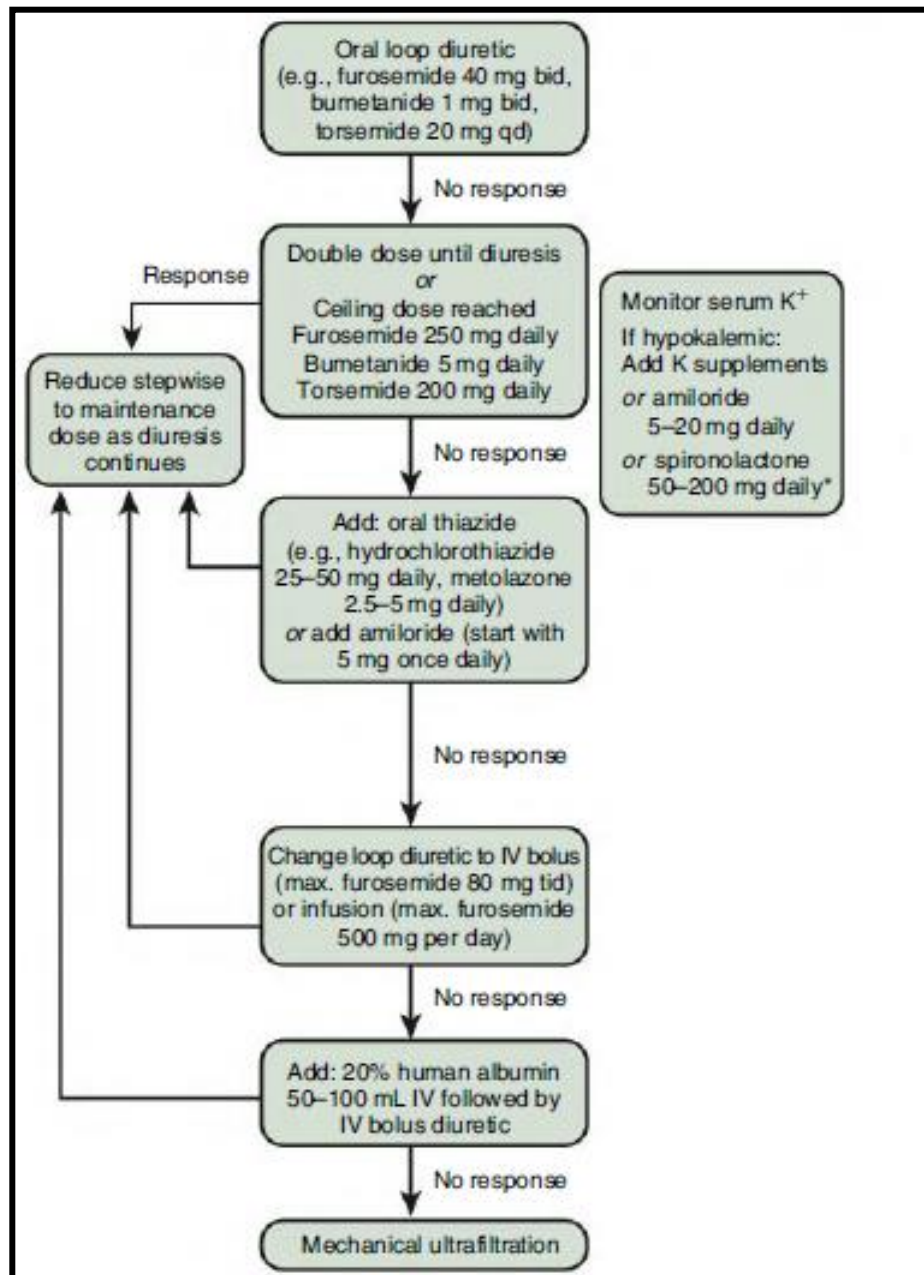 Oral loop diuretic
(e.g., furosemide 40 mg bid,
bumetanide 1 mg bid,
torsemide 20 mg qd)
No response
Double dose until diuresis
or
Ceiling dose reached
Furosemide 250 mg daily
Bumetanide 5 mg daily
Torsemide 200 mg daily
Response
Reduce stepwise
to maintenance
dose as diuresis
continues
Monitor serum K⁺
If hypokalemic:
Add K supplements
or amiloride
5–20 mg daily
or spironolactone
50–200 mg daily*
No response
Add: oral thiazide
(e.g., hydrochlorothiazide
25–50 mg daily, metolazone
2.5–5 mg daily)
or add amiloride (start with
5 mg once daily)
No response
Change loop diuretic to IV bolus
(max. furosemide 80 mg tid)
or infusion (max. furosemide
500 mg per day)
No response
Add: 20% human albumin
50–100 mL IV followed by
IV bolus diuretic
No response
Mechanical ultrafiltration